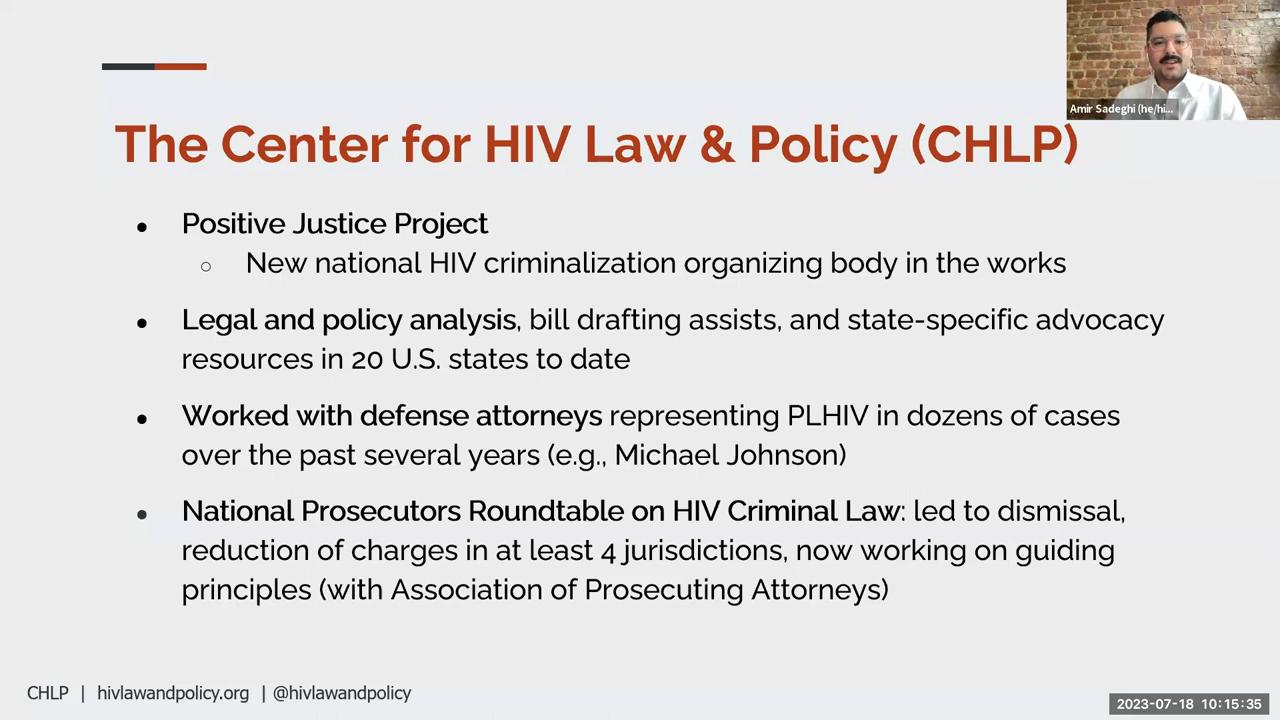 Amir Sadeghi (he/hi...
The Center for HIV Law & Policy (CHLP)
● Positive Justice Project
○ New national HIV criminalization organizing body in the works
● Legal and policy analysis, bill drafting assists, and state-specific advocacy
resources in 20 U.S. states to date
● Worked with defense attorneys representing PLHIV in dozens of cases
over the past several years (e.g., Michael Johnson)
● National Prosecutors Roundtable on HIV Criminal Law: led to dismissal,
reduction of charges in at least 4 jurisdictions, now working on guiding
principles (with Association of Prosecuting Attorneys)
CHLP | hivlawandpolicy.org | @hivlawandpolicy
2023-07-18 10:15:35